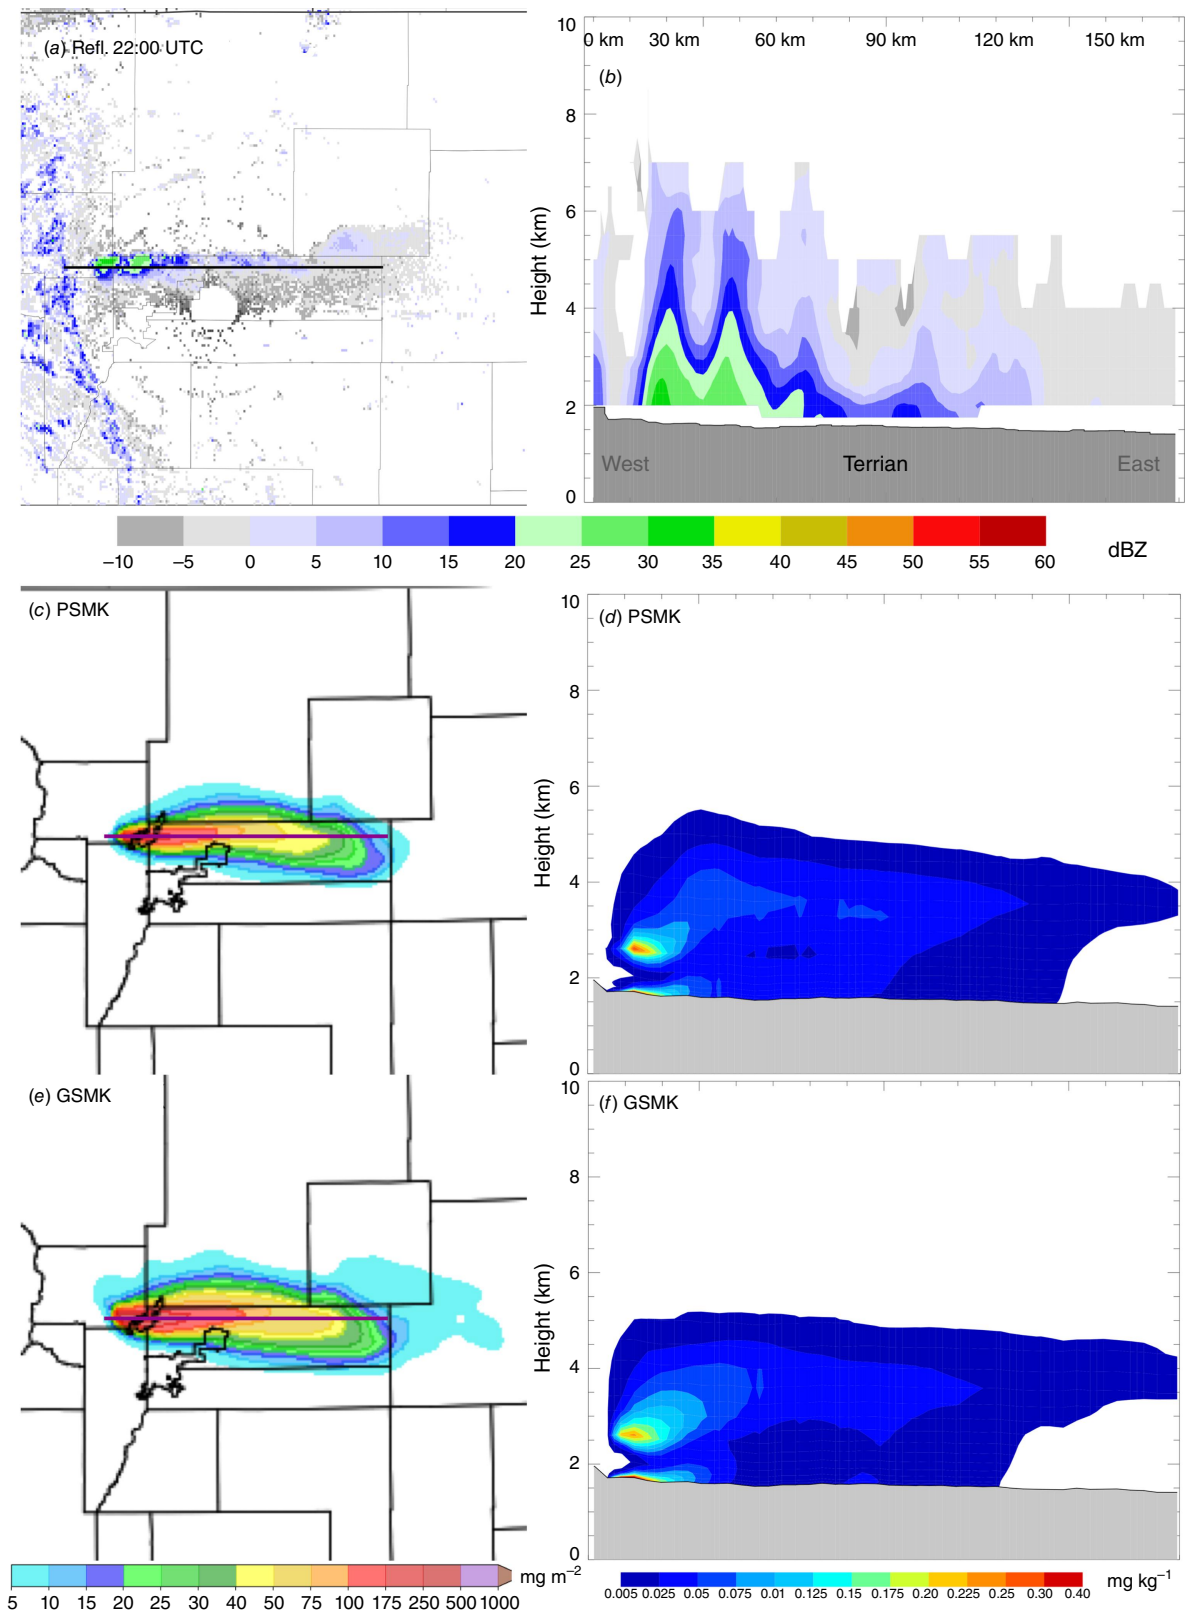 (a) Refl. 22:00 UTC
(b)
0 km 30 km 60 km 90 km 120 km 150 km
10
8
6
4
2
0
Height (km)
West Terrian East
–10 –5 0 5 10 15 20 25 30 35 40 45 50 55 60 dBZ
(c) PSMK
(d) PSMK
10
8
6
4
2
0
Height (km)
(e) GSMK
(f) GSMK
10
8
6
4
2
0
Height (km)
5 10 15 20 25 30 40 50 75 100 175 250 500 1000 mg m–2
0.005 0.025 0.05 0.075 0.01 0.15 0.175 0.20 0.225 0.25 0.30 0.40 mg kg–1